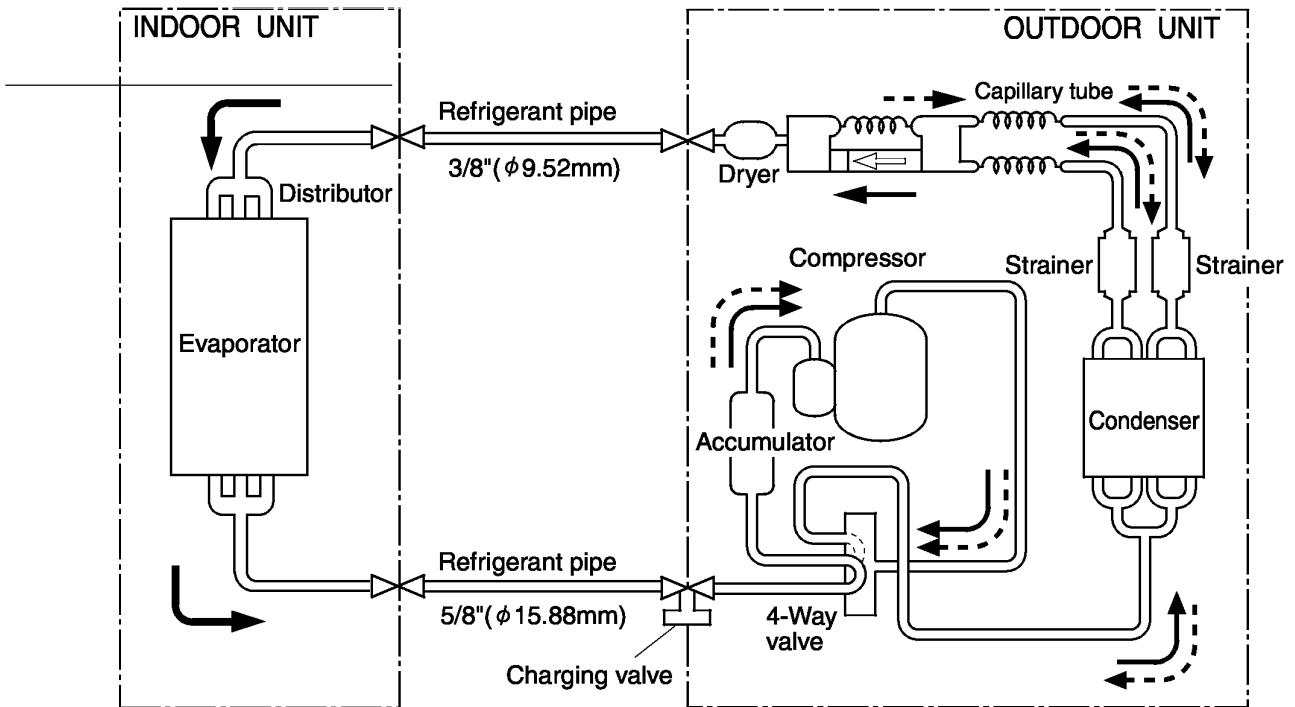 INDOOR UNIT
OUTDOOR UNIT
Refrigerant pipe
3/8"(ϕ9.52mm)
Capillary tube
Dryer
Distributor
Compressor
Strainer
Strainer
Evaporator
Condenser
Accumulator
Refrigerant pipe
5/8"(ϕ15.88mm)
4-Way
valve
Charging valve